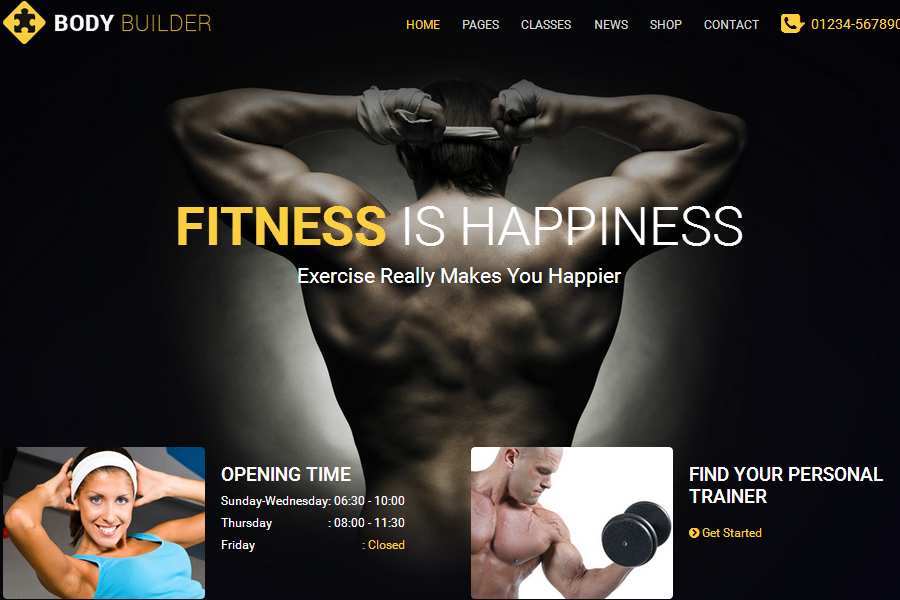 BODY BUILDER
HOME PAGES CLASSES NEWS SHOP CONTACT 01234-567890
FITNESS IS HAPPINESS
Exercise Really Makes You Happier
OPENING TIME
Sunday-Wednesday: 06:30 - 10:00
Thursday : 08:00 - 11:30
Friday : Closed
FIND YOUR PERSONAL
TRAINER
Get Started